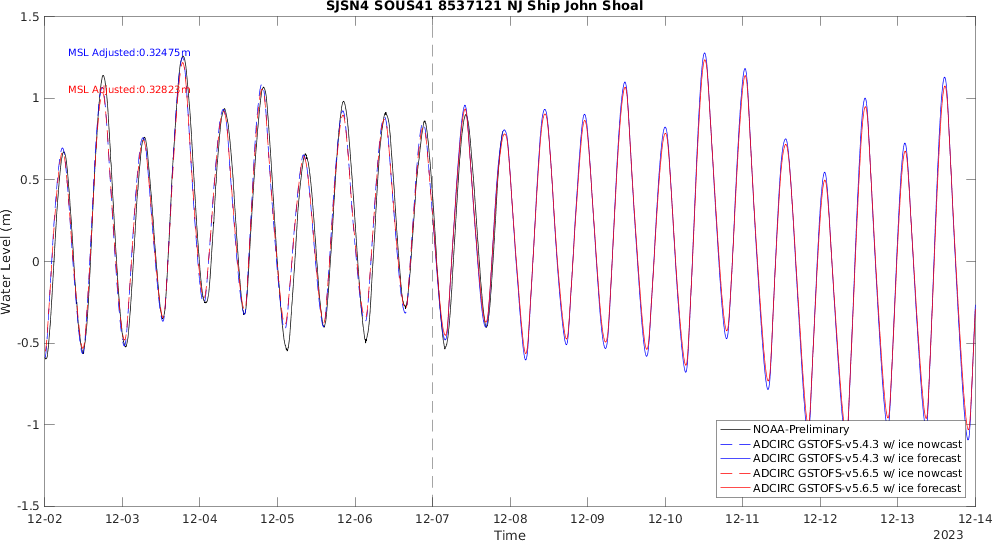 SJSN4 SOUS41 8537121 NJ Ship John Shoal
MSL Adjusted:0.32475m
MSL Adjusted:0.32823m
Water Level (m)
1.5
1
0.5
0
-0.5
-1
-1.5
NOAA-Preliminary
ADCIRC GSTOFS-v5.4.3 w/ ice nowcast
ADCIRC GSTOFS-v5.4.3 w/ ice forecast
ADCIRC GSTOFS-v5.6.5 w/ ice nowcast
ADCIRC GSTOFS-v5.6.5 w/ ice forecast
12-02 12-03 12-04 12-05 12-06 12-07 12-08 12-09 12-10 12-11 12-12 12-13 12-14
Time
2023